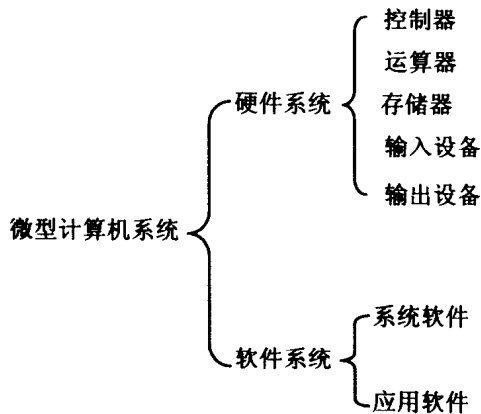 控制器
运算器
硬件系统
存储器
输入设备
输出设备
微型计算机系统
系统软件
软件系统
应用软件